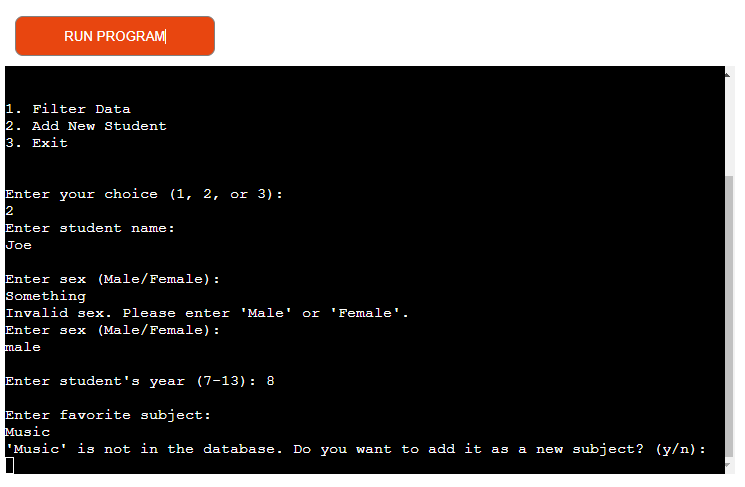 RUN PROGRAM
1. Filter Data
2. Add New Student
3. Exit
Enter your choice (1, 2, or 3):
2
Enter student name:
Joe
Enter sex (Male/Female):
Something
Invalid sex. Please enter 'Male' or 'Female'.
Enter sex (Male/Female):
male
Enter student's year (7-13): 8
Enter favorite subject:
Music
'Music' is not in the database. Do you want to add it as a new subject? (y/n):